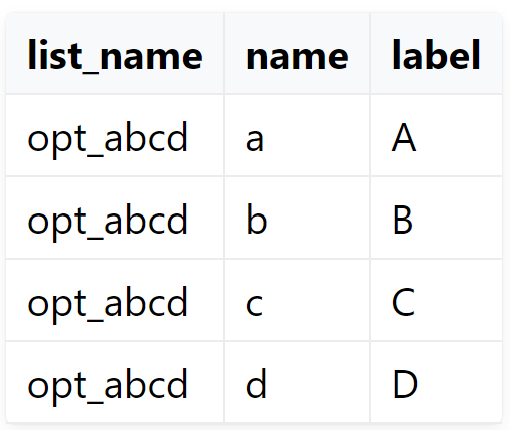 list_name name label
opt_abcd a A
opt_abcd b B
opt_abcd c C
opt_abcd d D